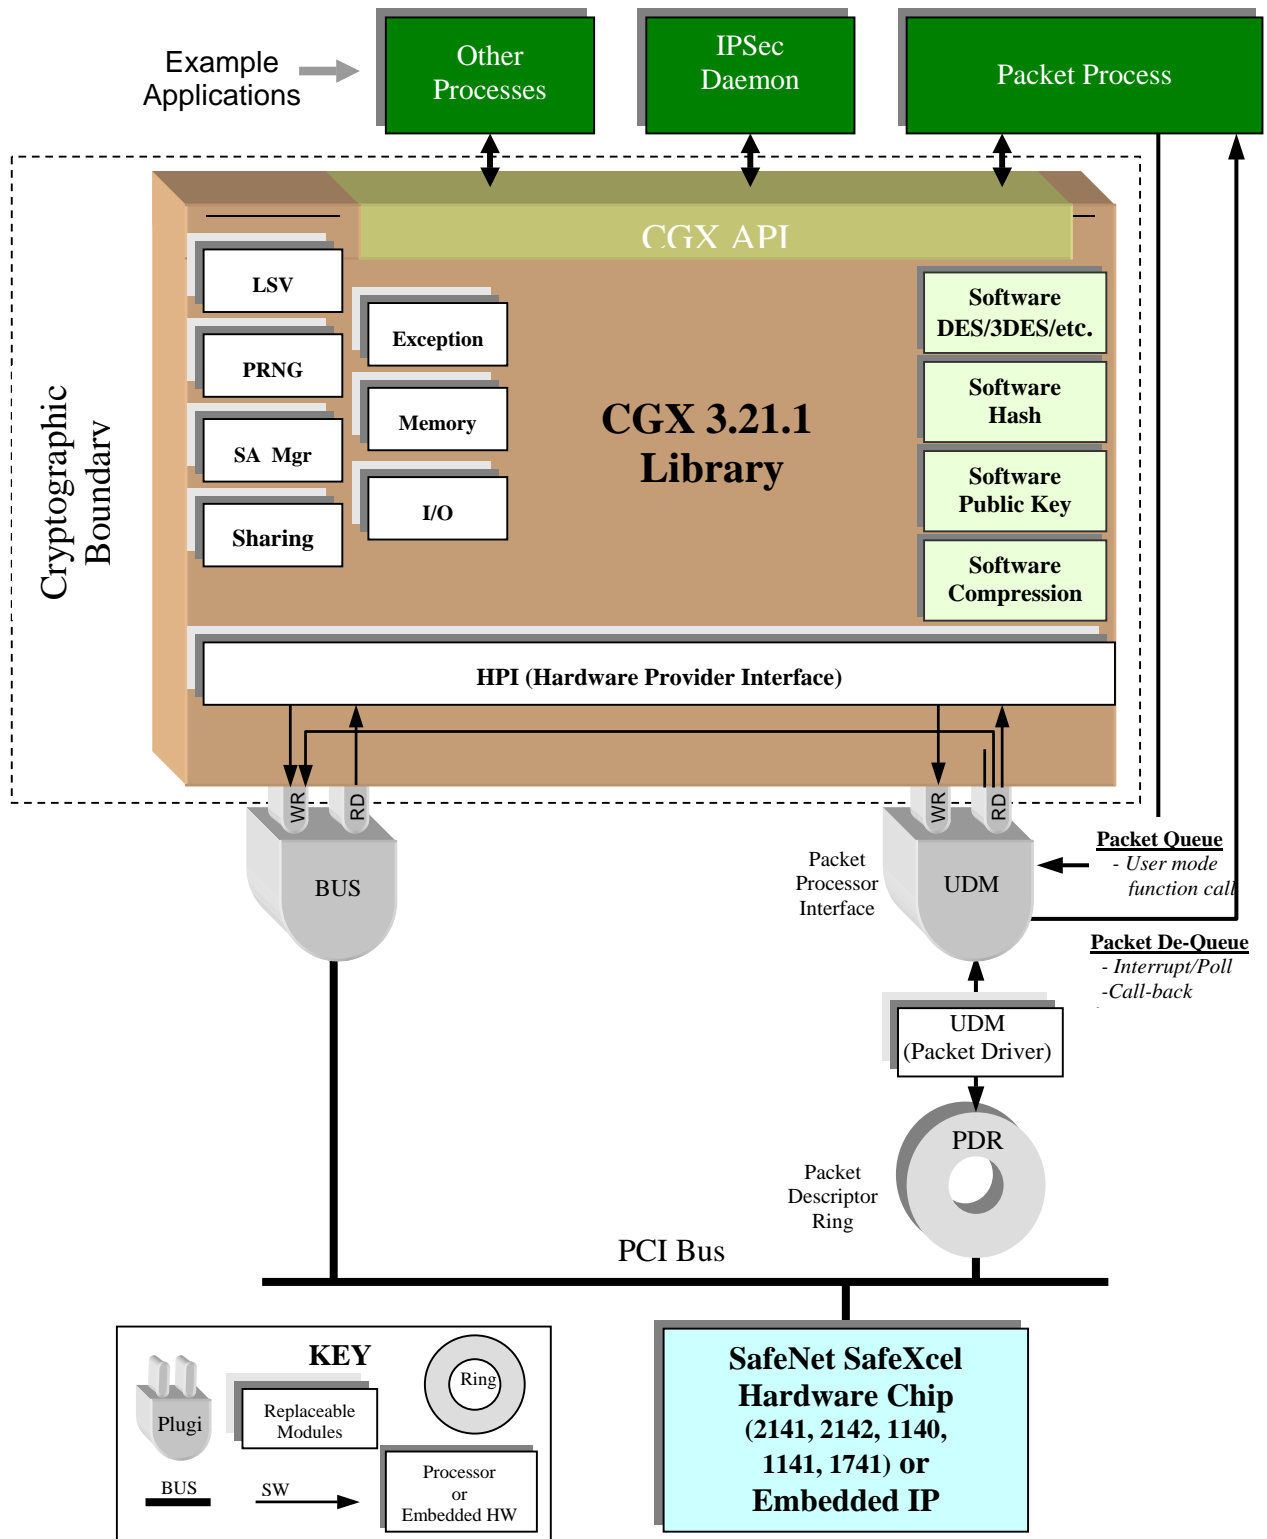 Example
Applications
Other
Processes
IPSec
Daemon
Packet Process
CGX API
LSV
PRNG
SA Mgr
Sharing
Exception
Memory
I/O
CGX 3.21.1
Library
Software
DES/3DES/etc.
Software
Hash
Software
Public Key
Software
Compression
Cryptographic
Boundary
HPI (Hardware Provider Interface)
WR
RD
WR
RD
BUS
Packet
Processor
Interface
UDM
Packet Queue
- User mode
function call
Packet De-Queue
- Interrupt/Poll
-Call-back
UDM
(Packet Driver)
PDR
Packet
Descriptor
Ring
PCI Bus
KEY
Plugi
Replaceable
Modules
Ring
BUS
SW
Processor
or
Embedded HW
SafeNet SafeXcel
Hardware Chip
(2141, 2142, 1140,
1141, 1741) or
Embedded IP